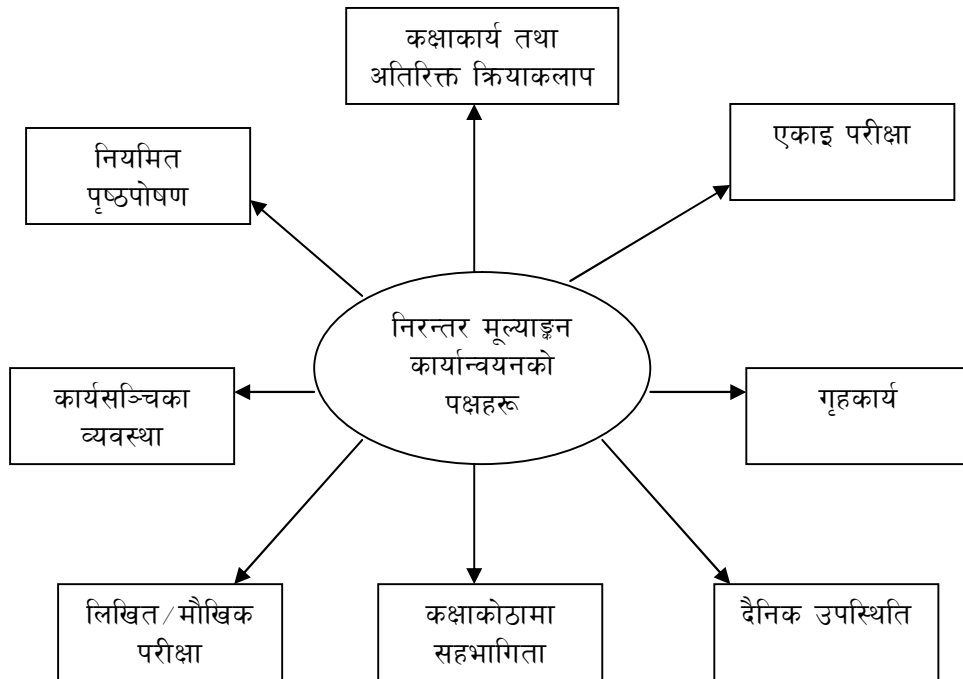 कक्षाकार्य तथा
अतिरिक्त क्रियाकलाप
एकाइ परीक्षा
नियमित
पृष्ठपोषण
निरन्तर मूल्याङ्कन
कार्यान्वयनको
पक्षहरू
कार्यसञ्चिका
व्यवस्था
गृहकार्य
लिखित/मौखिक
परीक्षा
कक्षाकोठामा
सहभागिता
दैनिक उपस्थिति